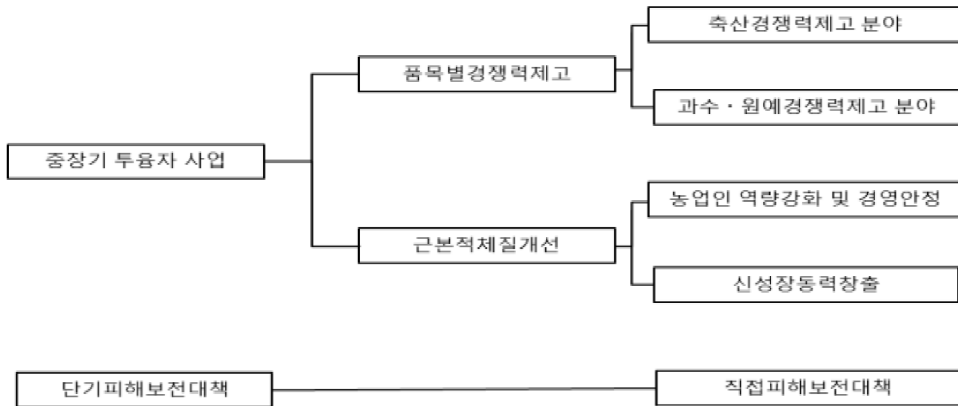 축산경쟁력제고 분야
품목별경쟁력제고
과수・원예경쟁력제고 분야
중장기 투융자 사업
농업인 역량강화 및 경영안정
근본적체질개선
신성장동력창출
단기피해보전대책
직접피해보전대책